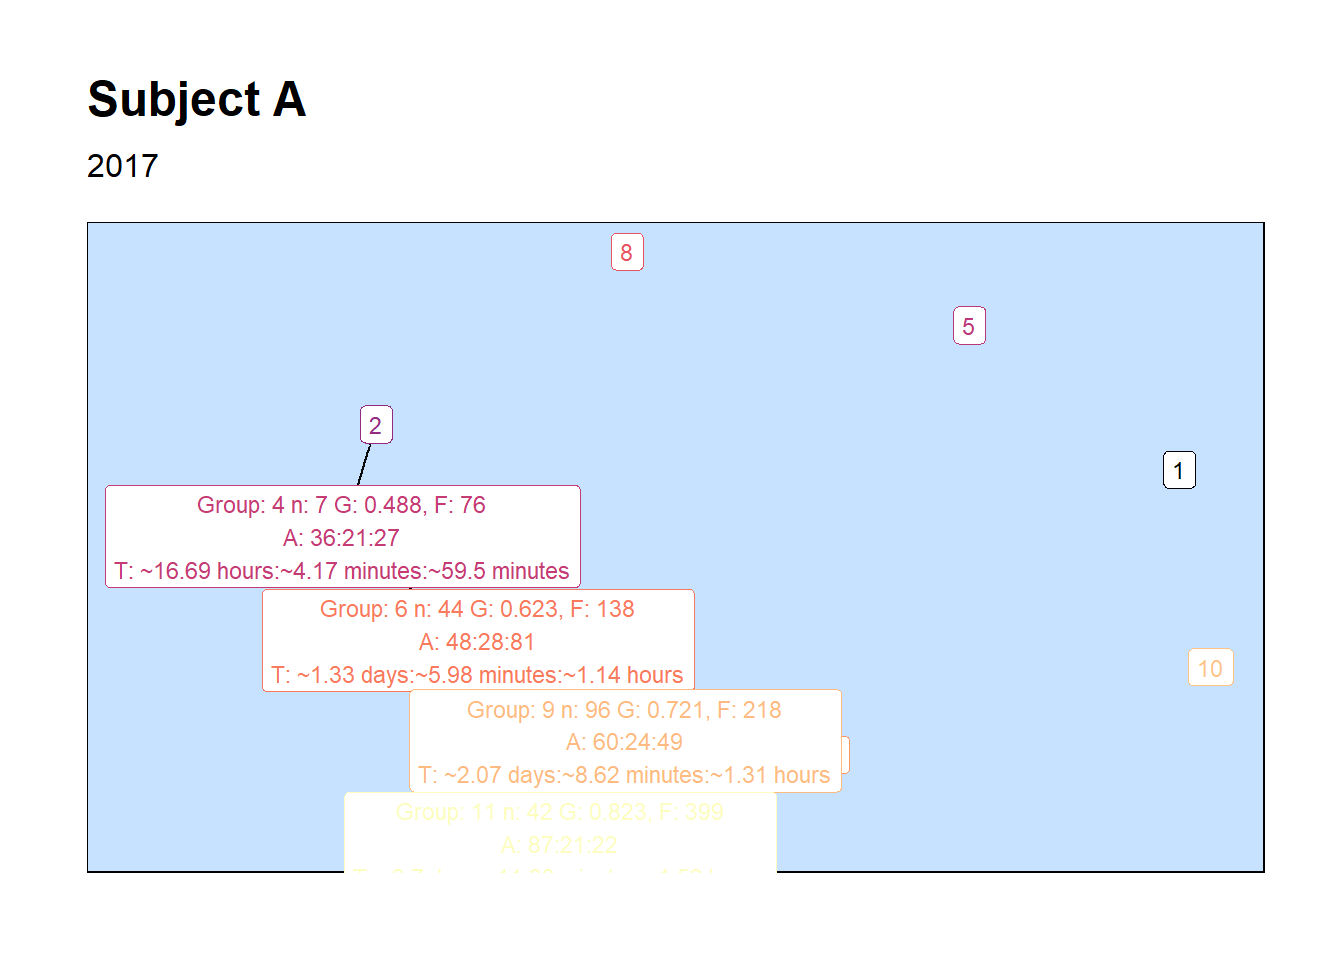 Subject A
2017
8
5
2
1
Group: 4 n: 7 G: 0.488, F: 76
A: 36:21:27
T: ~16.69 hours:~4.17 minutes:~59.5 minutes
Group: 6 n: 44 G: 0.623, F: 138
A: 48:28:81
T: ~1.33 days:~5.98 minutes:~1.14 hours
10
Group: 9 n: 96 G: 0.721, F: 218
A: 60:24:49
T: ~2.07 days:~8.62 minutes:~1.31 hours
Group: 11 n: 42 G: 0.823, F: 399
A: 87:21:22